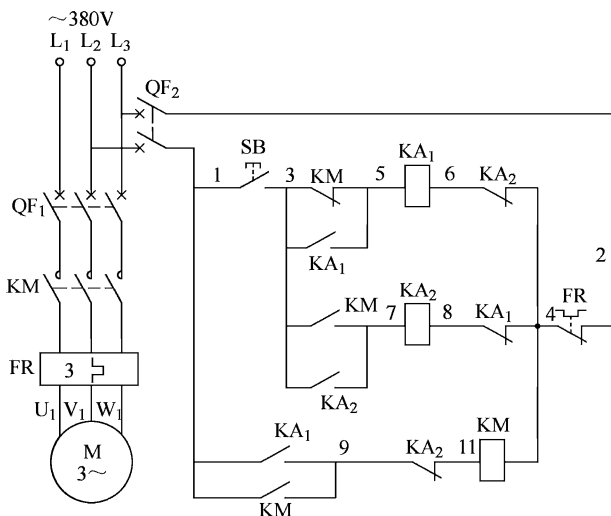 ～380V
L₁ L₂ L₃
QF₂
SB
1 3 KM 5 KA₁ 6 KA₂
QF₁
KA₁
2
KM
KM 7 KA₂ 8 KA₁ 4 FR
FR 3
KA₂
U₁ V₁ W₁
M
3～
KA₁ 9 KA₂ 11 KM
KM